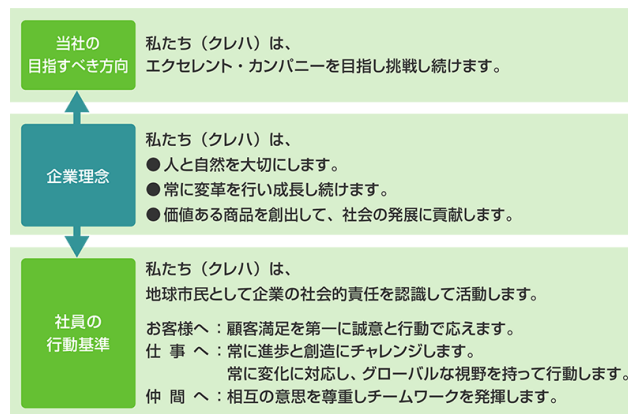 当社の
目指すべき方向
私たち（クレハ）は、
エクセレント・カンパニーを目指し挑戦し続けます。
企業理念
私たち（クレハ）は、
●人と自然を大切にします。
●常に変革を行い成長し続けます。
●価値ある商品を創出して、社会の発展に貢献します。
社員の
行動基準
私たち（クレハ）は、
地球市民として企業の社会的責任を認識して活動します。
お客様へ：顧客満足を第一に誠意と行動で応えます。
仕事へ：常に進歩と創造にチャレンジします。
常に変化に対応し、グローバルな視野を持って行動します。
仲間へ：相互の意思を尊重しチームワークを発揮します。